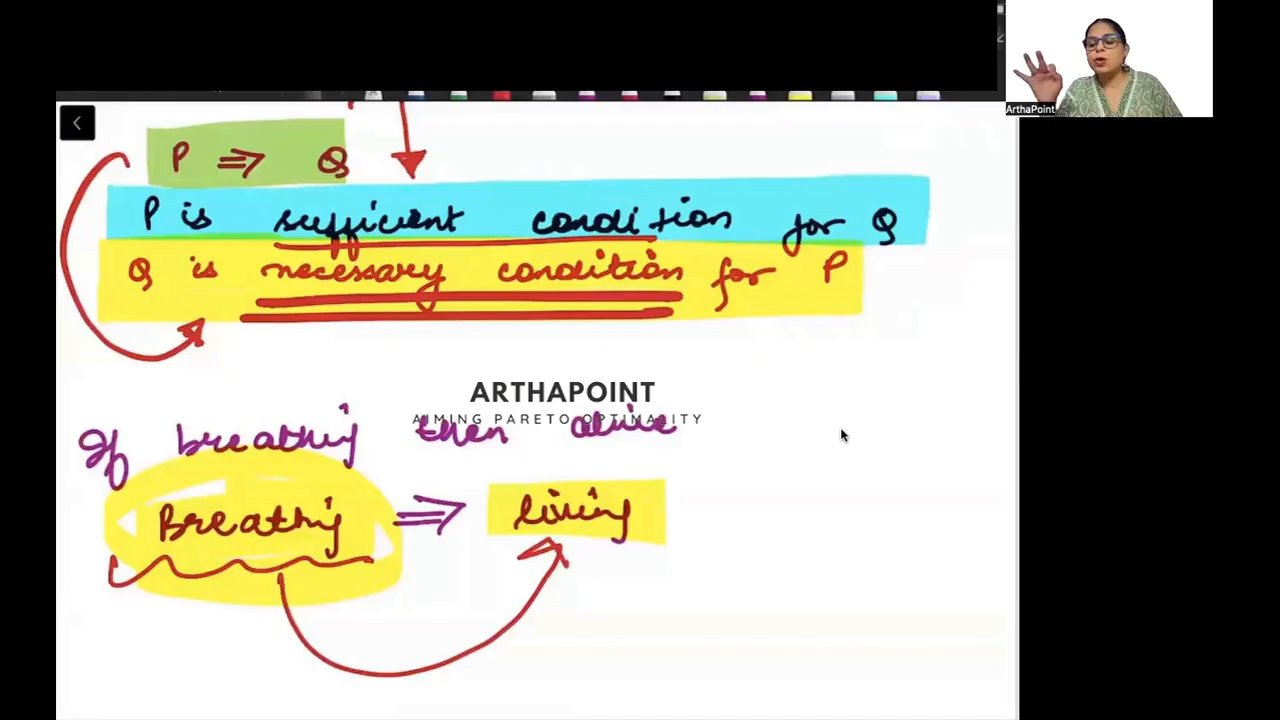 ArthaPoint
P ⇒ Q
P is sufficient condition for Q
Q is necessary condition for P
ARTHAPOINT
AIMING PARETO OPTIMALITY
If breathing then alive
Breathing ⇒ living